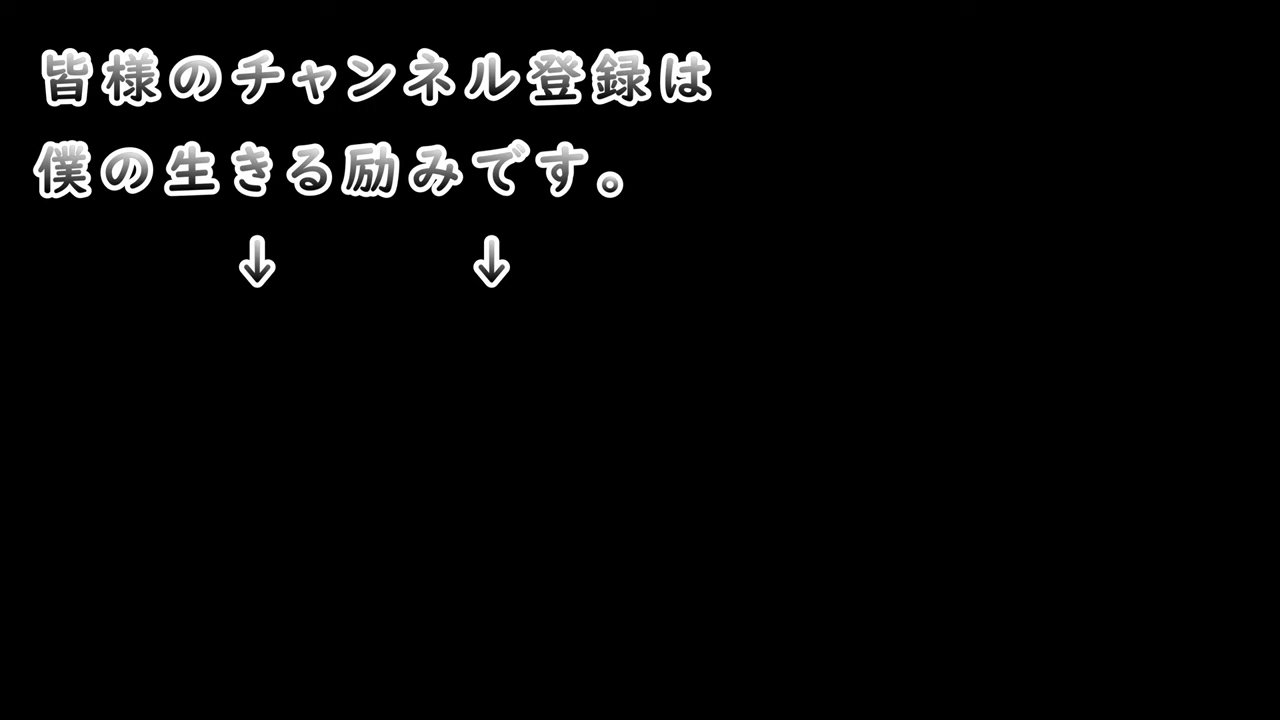 皆様のチャンネル登録は
僕の生きる励みです。
↓ ↓